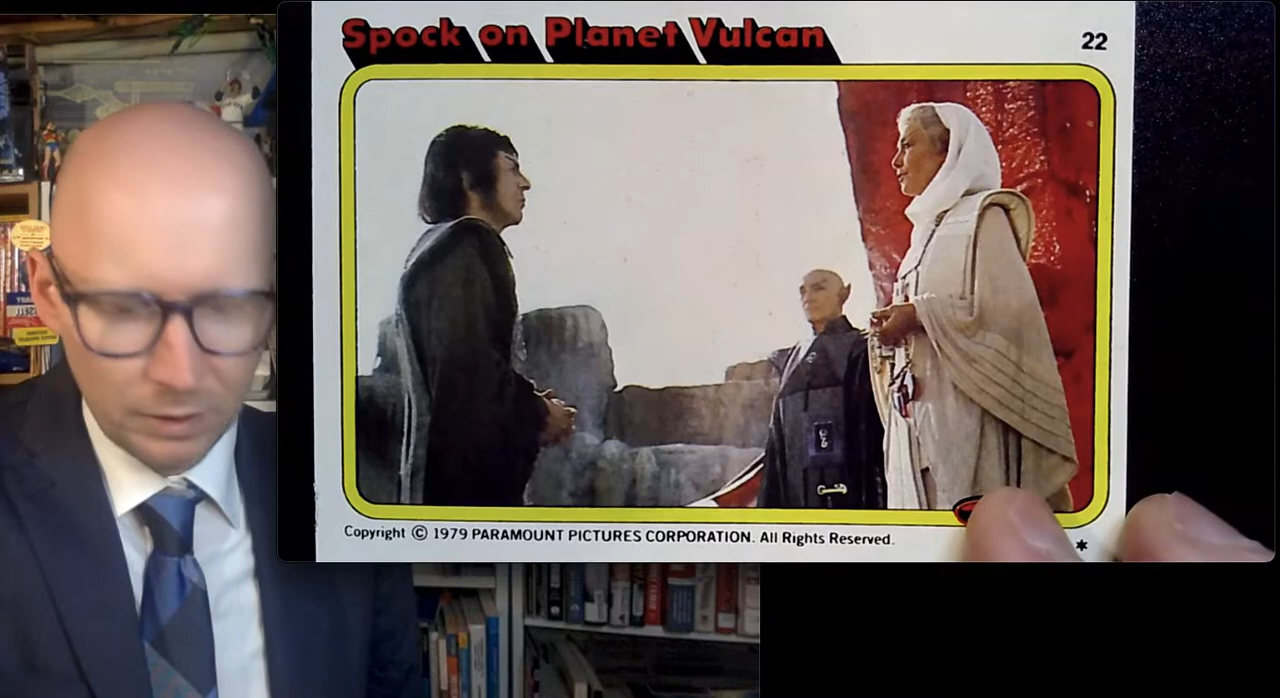 Spock on Planet Vulcan
22
Copyright © 1979 PARAMOUNT PICTURES CORPORATION. All Rights Reserved.
*